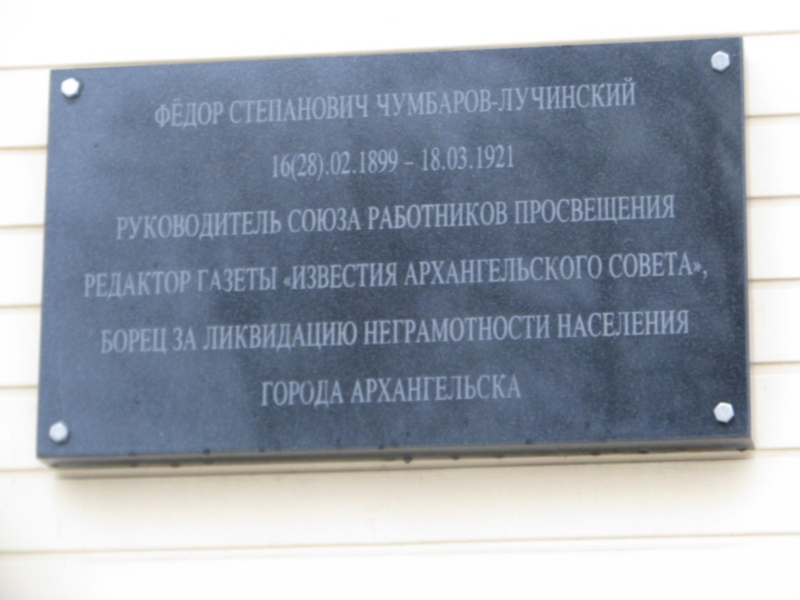 ФЁДОР СТЕПАНОВИЧ ЧУМБАРОВ-ЛУЧИНСКИЙ
16(28).02.1899 – 18.03.1921
РУКОВОДИТЕЛЬ СОЮЗА РАБОТНИКОВ ПРОСВЕЩЕНИЯ
РЕДАКТОР ГАЗЕТЫ «ИЗВЕСТИЯ АРХАНГЕЛЬСКОГО СОВЕТА»,
БОРЕЦ ЗА ЛИКВИДАЦИЮ НЕГРАМОТНОСТИ НАСЕЛЕНИЯ
ГОРОДА АРХАНГЕЛЬСКА